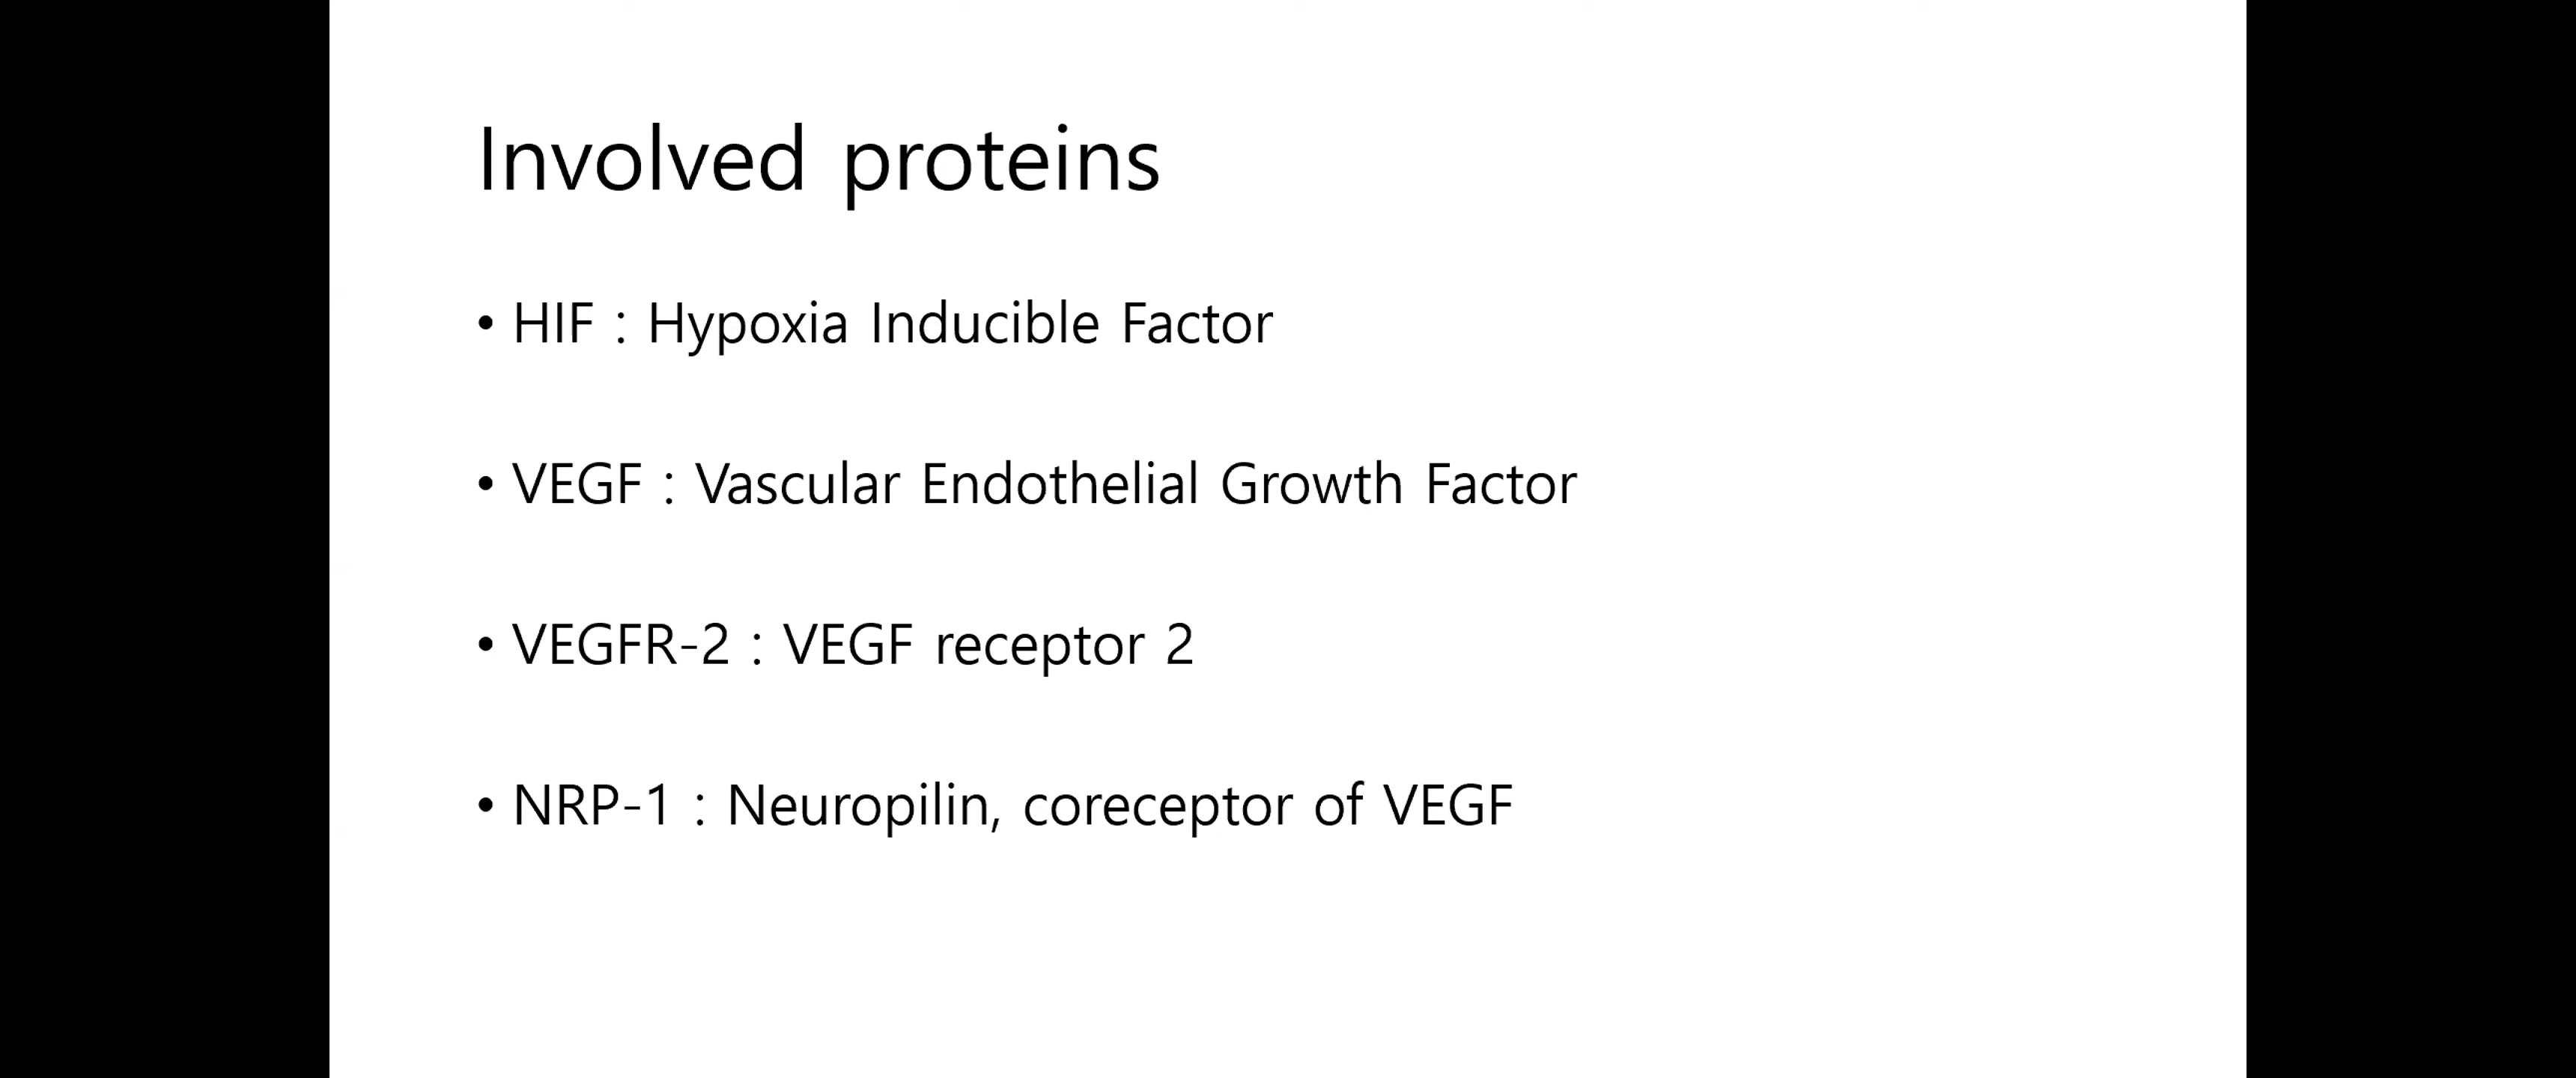 Involved proteins
• HIF : Hypoxia Inducible Factor
• VEGF : Vascular Endothelial Growth Factor
• VEGFR-2 : VEGF receptor 2
• NRP-1 : Neuropilin, coreceptor of VEGF